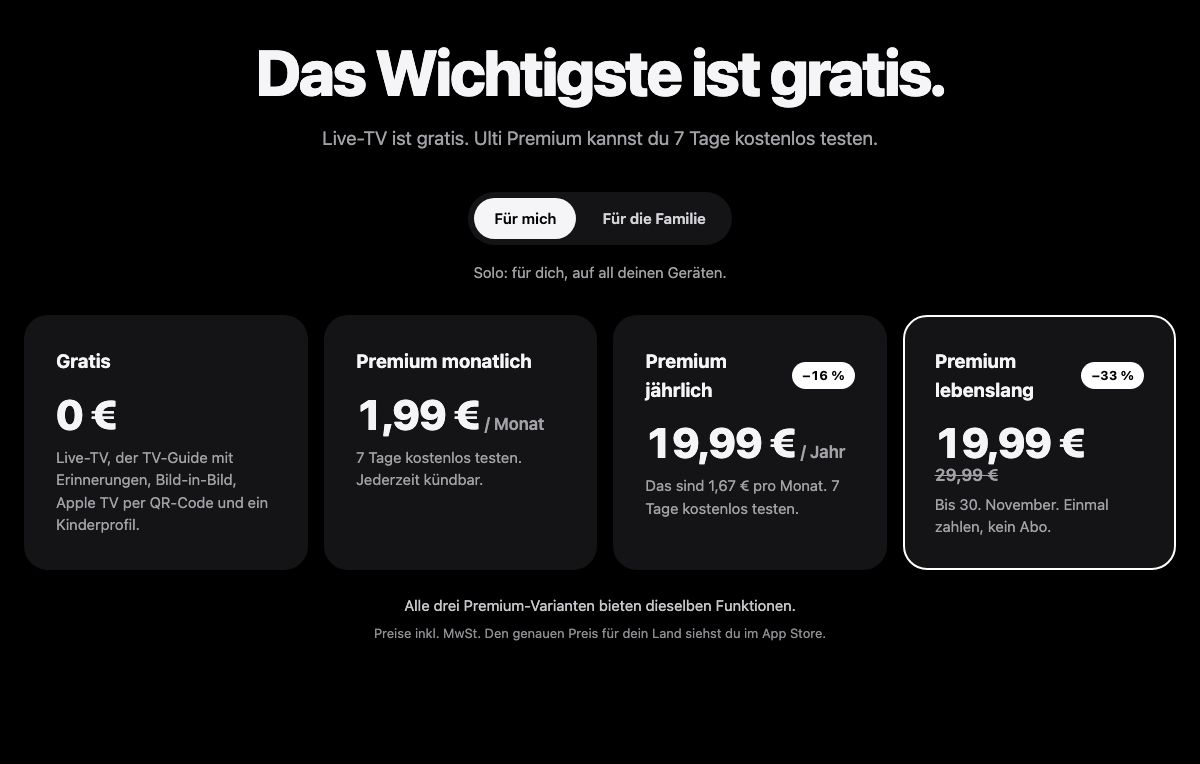 Das Wichtigste ist gratis.
Live-TV ist gratis. Ulti Premium kannst du 7 Tage kostenlos testen.
Für mich
Für die Familie
Solo: für dich, auf all deinen Geräten.
Gratis
0 €
Live-TV, der TV-Guide mit
Erinnerungen, Bild-in-Bild,
Apple TV per QR-Code und ein
Kinderprofil.
Premium monatlich
1,99 € / Monat
7 Tage kostenlos testen.
Jederzeit kündbar.
Premium
jährlich
−16 %
19,99 € / Jahr
Das sind 1,67 € pro Monat. 7
Tage kostenlos testen.
Premium
lebenslang
−33 %
19,99 €
29,99 €
Bis 30. November. Einmal
zahlen, kein Abo.
Alle drei Premium-Varianten bieten dieselben Funktionen.
Preise inkl. MwSt. Den genauen Preis für dein Land siehst du im App Store.